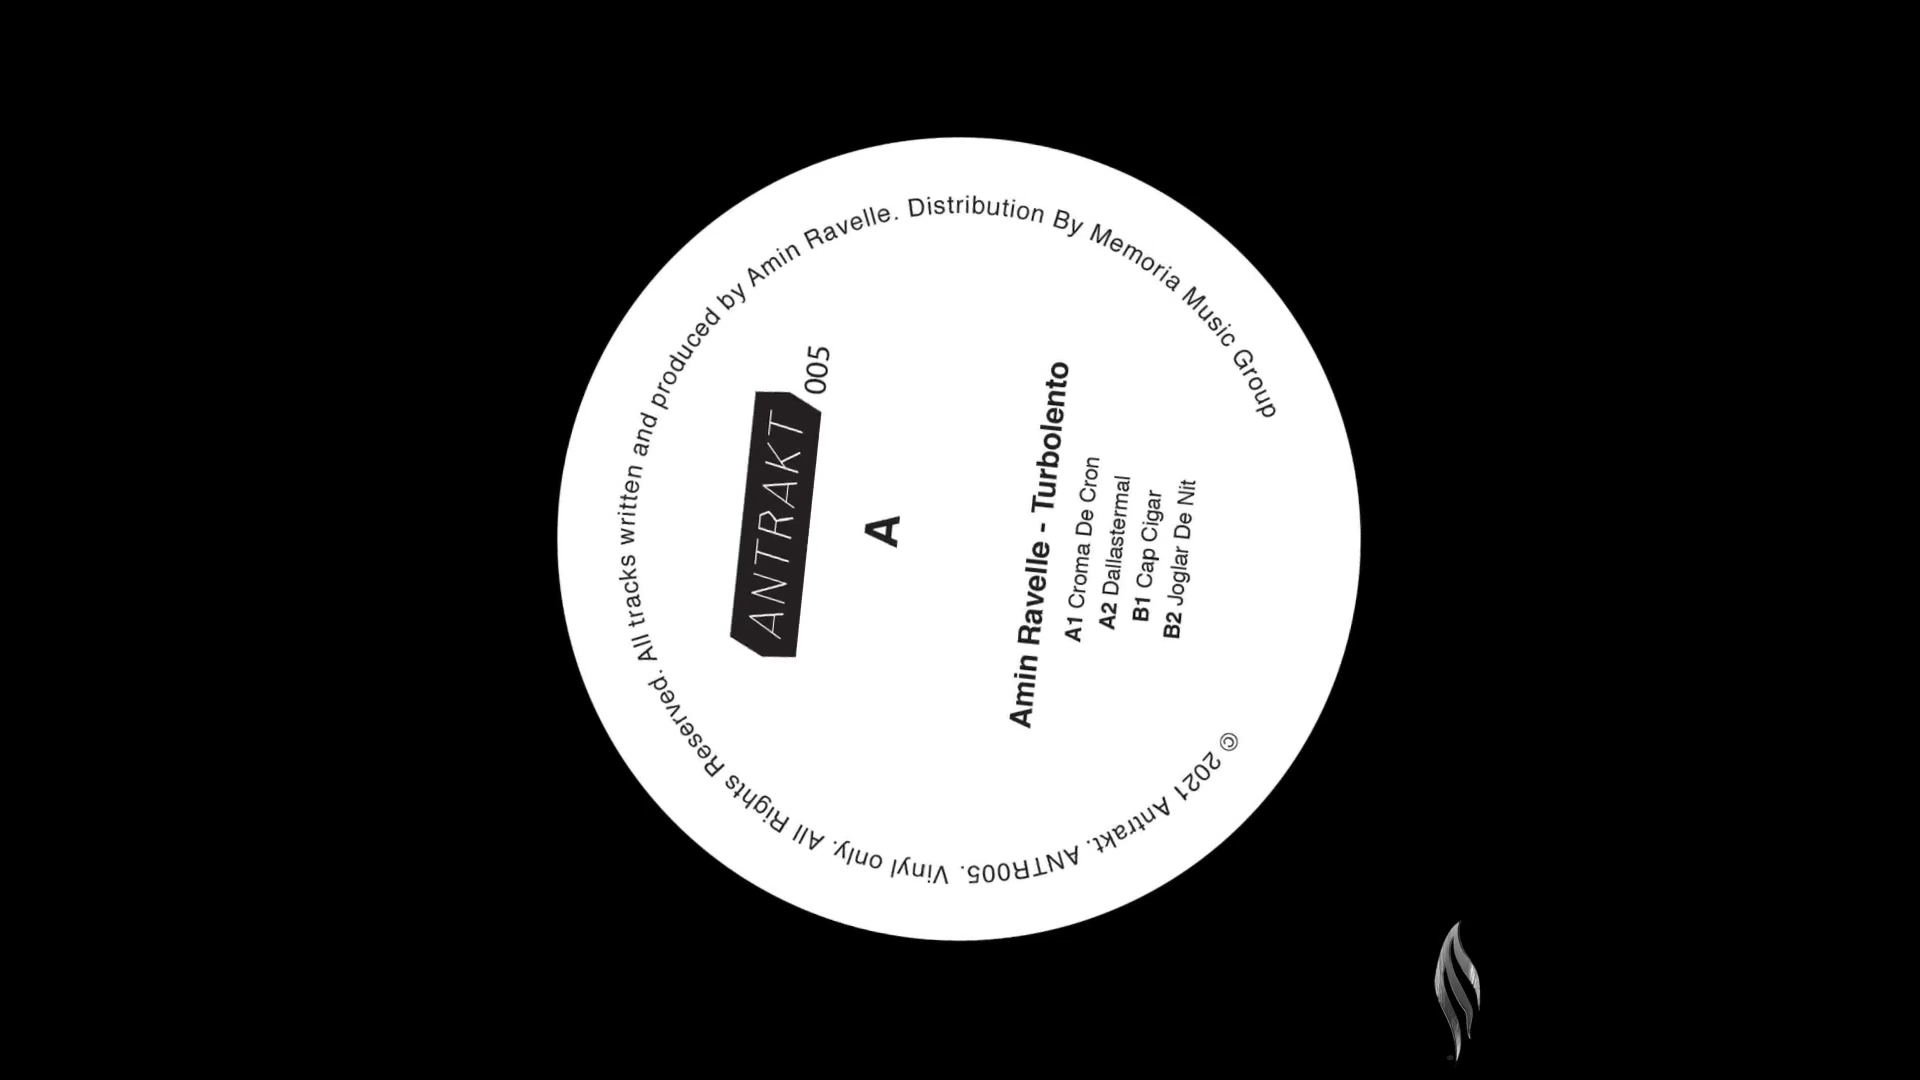 ANTRAKT
005
A
Amin Ravelle - Turbolento
A1 Croma De Cron
A2 Dallastermal
B1 Cap Cigar
B2 Joglar De Nit
© 2021 Antrakt. ANTR005. Vinyl only. All Rights Reserved. All tracks written and produced by Amin Ravelle. Distribution By Memoria Music Group